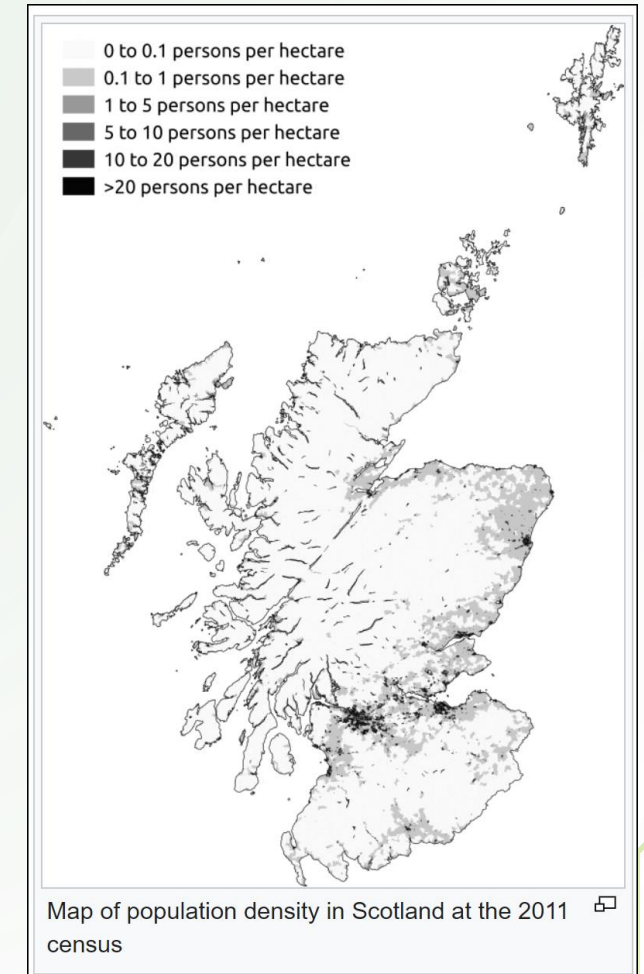 0 to 0.1 persons per hectare
0.1 to 1 persons per hectare
1 to 5 persons per hectare
5 to 10 persons per hectare
10 to 20 persons per hectare
>20 persons per hectare
Map of population density in Scotland at the 2011
census